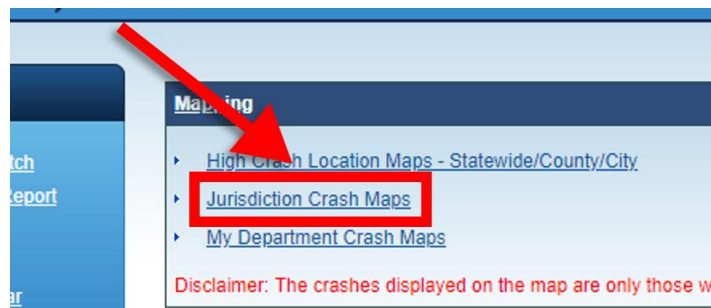 Mapping
High Crash Location Maps - Statewide/County/City
Jurisdiction Crash Maps
My Department Crash Maps
Disclaimer: The crashes displayed on the map are only those